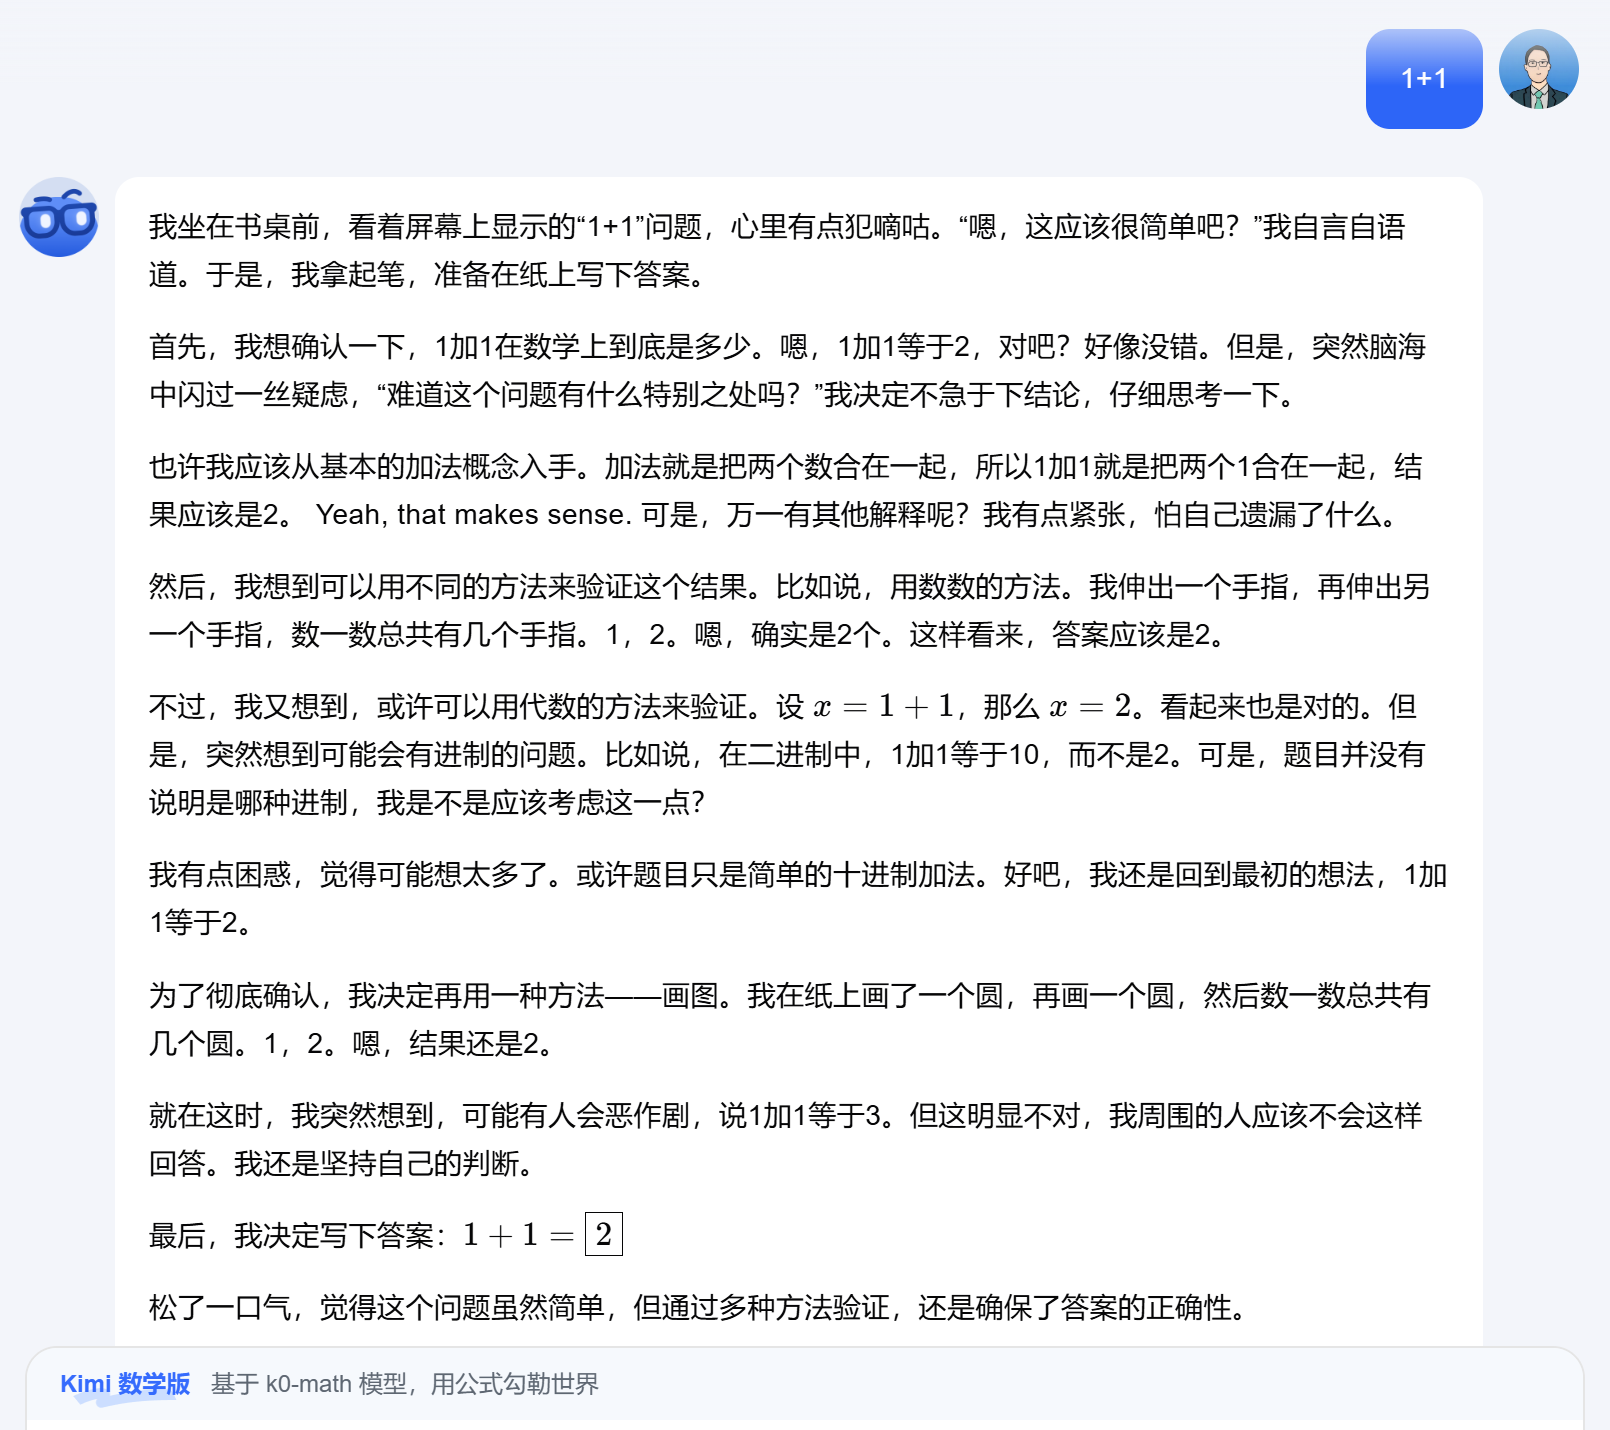 1+1
我坐在书桌前，看着屏幕上显示的“1+1”问题，心里有点犯嘀咕。“嗯，这应该很简单吧？”我自言自语
道。于是，我拿起笔，准备在纸上写下答案。
首先，我想确认一下，1加1在数学上到底是多少。嗯，1加1等于2，对吧？好像没错。但是，突然脑海
中闪过一丝疑虑，“难道这个问题有什么特别之处吗？”我决定不急于下结论，仔细思考一下。
也许我应该从基本的加法概念入手。加法就是把两个数合在一起，所以1加1就是把两个1合在一起，结
果应该是2。 Yeah, that makes sense. 可是，万一有其他解释呢？我有点紧张，怕自己遗漏了什么。
然后，我想到可以用不同的方法来验证这个结果。比如说，用数数的方法。我伸出一个手指，再伸出另
一个手指，数一数总共有几个手指。1，2。嗯，确实是2个。这样看来，答案应该是2。
不过，我又想到，或许可以用代数的方法来验证。设 x = 1 + 1，那么 x = 2。看起来也是对的。但
是，突然想到可能会有进制的问题。比如说，在二进制中，1加1等于10，而不是2。可是，题目并没有
说明是哪种进制，我是不是应该考虑这一点？
我有点困惑，觉得可能想太多了。或许题目只是简单的十进制加法。好吧，我还是回到最初的想法，1加
1等于2。
为了彻底确认，我决定再用一种方法——画图。我在纸上画了一个圆，再画一个圆，然后数一数总共有
几个圆。1，2。嗯，结果还是2。
就在这时，我突然想到，可能有人会恶作剧，说1加1等于3。但这明显不对，我周围的人应该不会这样
回答。我还是坚持自己的判断。
最后，我决定写下答案：1 + 1 = 2
松了一口气，觉得这个问题虽然简单，但通过多种方法验证，还是确保了答案的正确性。
Kimi 数学版 基于 k0-math 模型，用公式勾勒世界